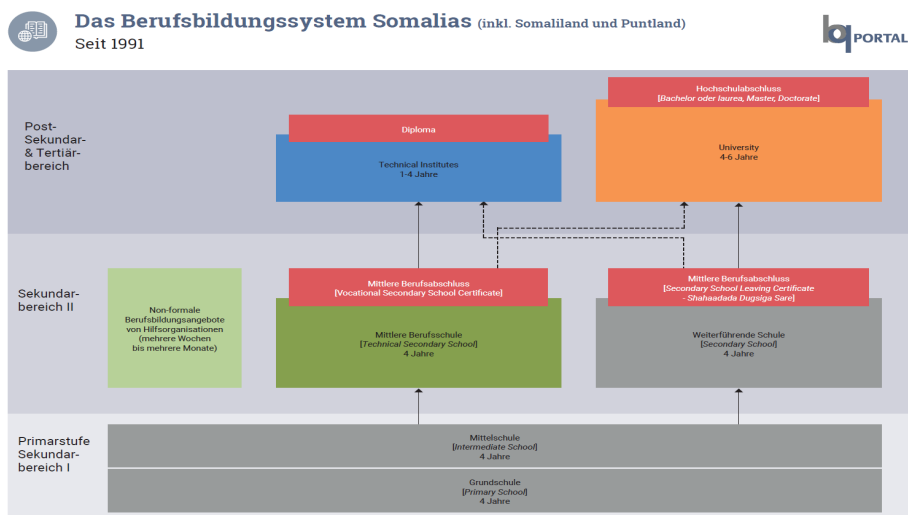 Das Berufsbildungssystem Somalias (inkl. Somaliland und Puntland)
Seit 1991
bq PORTAL
Post-
Sekundar-
& Tertiär-
bereich
Diploma
Technical Institutes
1-4 Jahre
Hochschulabschluss
[Bachelor oder laurea, Master, Doctorate]
University
4-6 Jahre
Sekundar-
bereich II
Non-formale
Berufsbildungsangebote
von Hilfsorganisationen
(mehrere Wochen
bis mehrere Monate)
Mittlere Berufsabschluss
[Vocational Secondary School Certificate]
Mittlere Berufsschule
[Technical Secondary School]
4 Jahre
Mittlere Berufsabschluss
[Secondary School Leaving Certificate
- Shahaadada Dugsiga Sare]
Weiterführende Schule
[Secondary School]
4 Jahre
Primarstufe
Sekundar-
bereich I
Mittelschule
[Intermediate School]
4 Jahre
Grundschule
[Primary School]
4 Jahre